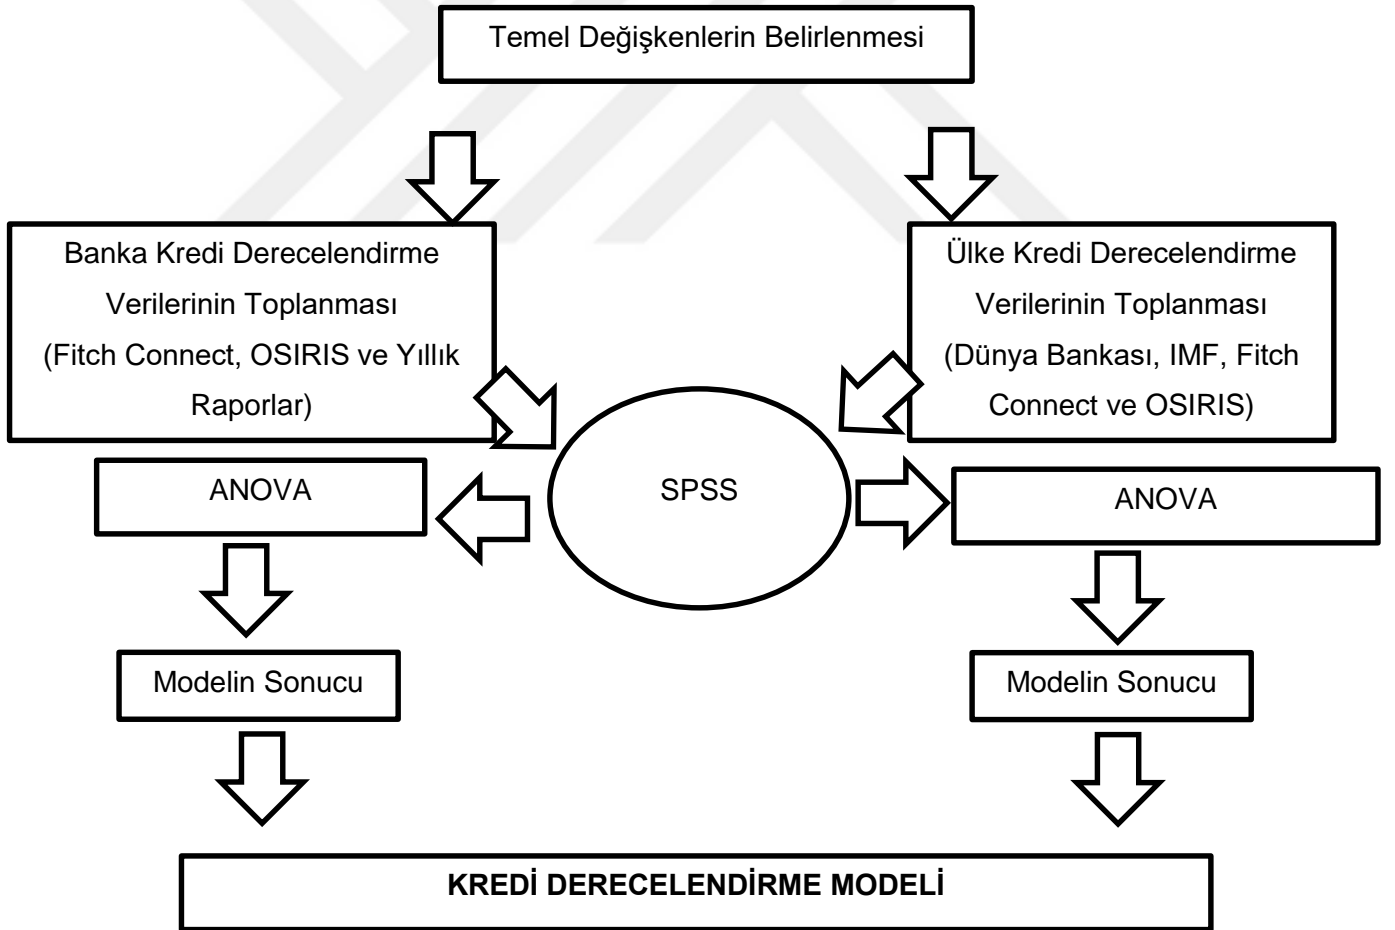 Temel Değişkenlerin Belirlenmesi
Banka Kredi Derecelendirme
Verilerinin Toplanması
(Fitch Connect, OSIRIS ve Yıllık
Raporlar)
Ülke Kredi Derecelendirme
Verilerinin Toplanması
(Dünya Bankası, IMF, Fitch
Connect ve OSIRIS)
ANOVA
SPSS
ANOVA
Modelin Sonucu
Modelin Sonucu
KREDİ DERECELENDİRME MODELİ